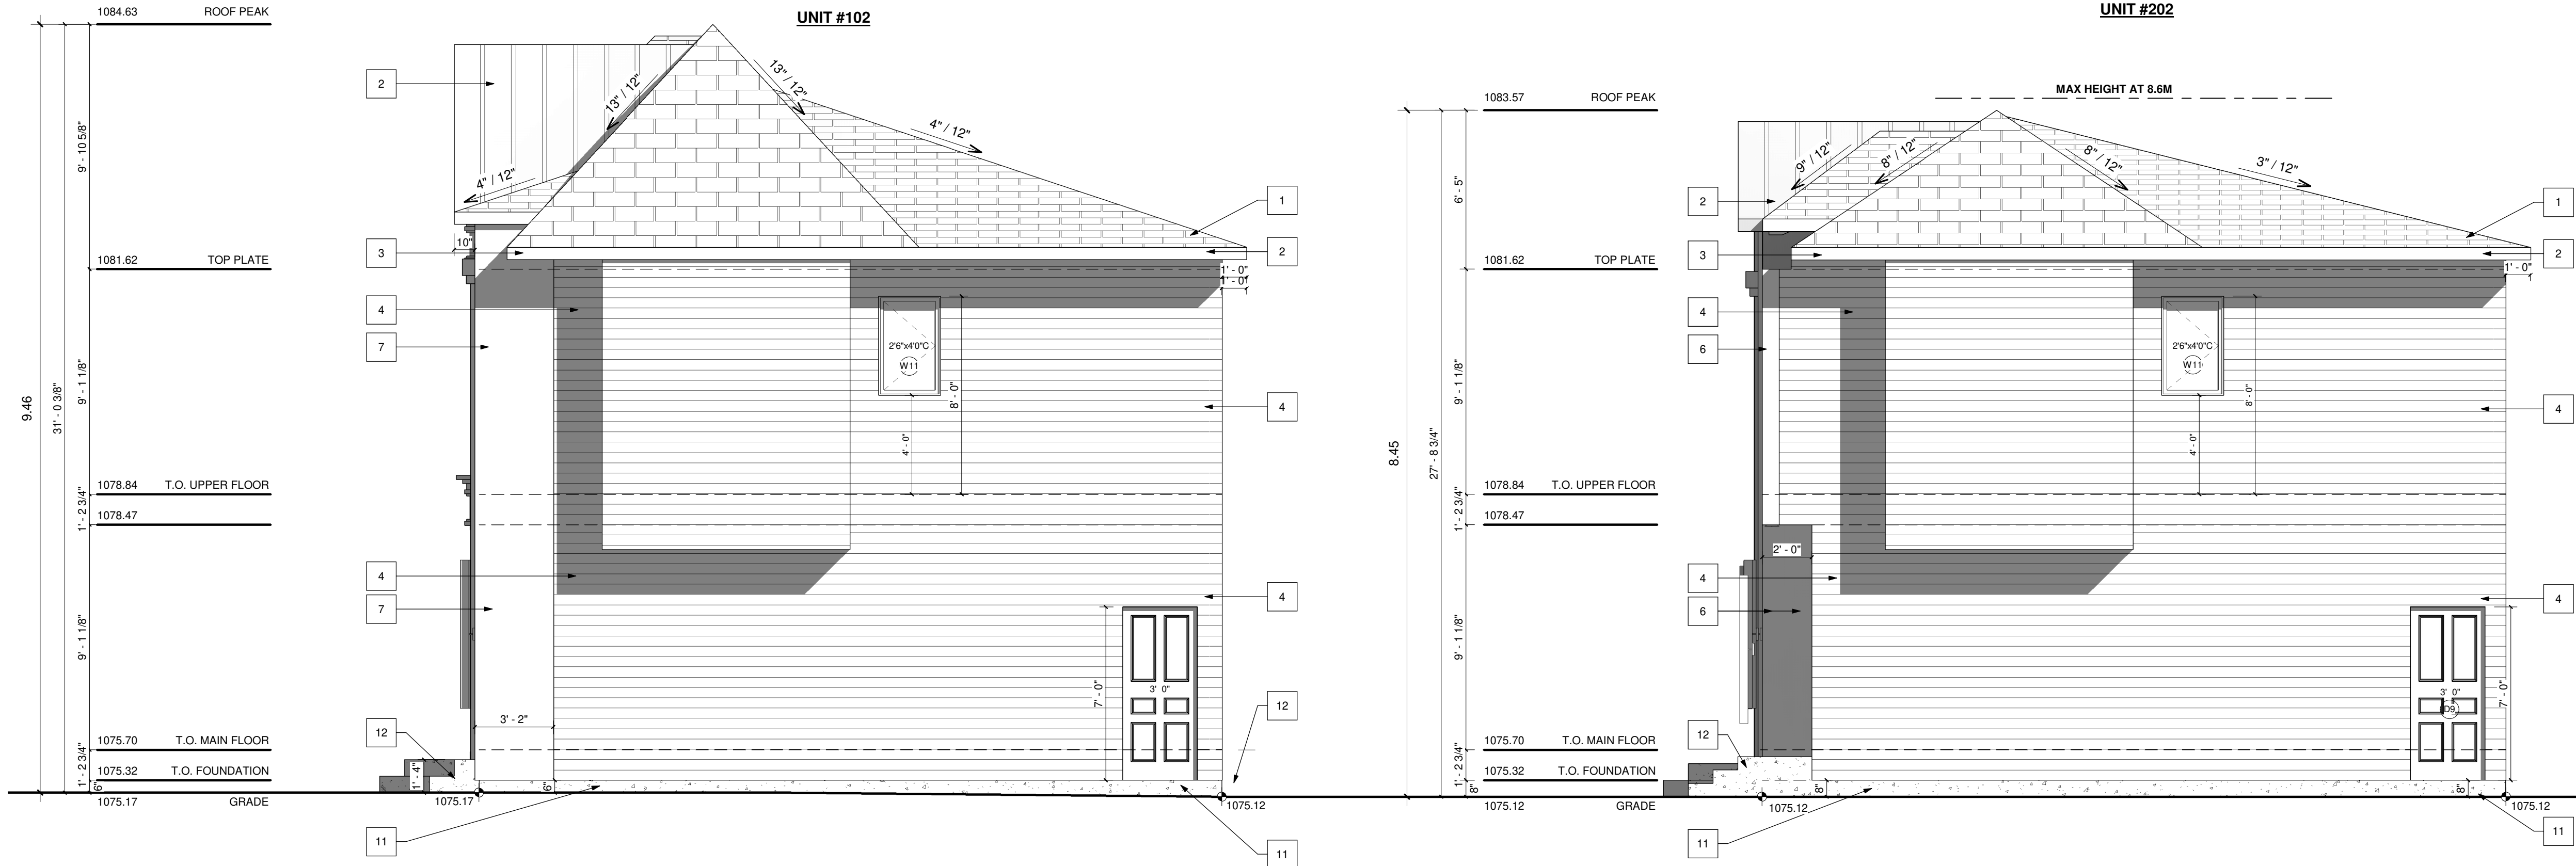 UNIT #102
1084.63 ROOF PEAK
9' - 10 5/8"
1081.62 TOP PLATE
9' - 1 1/8"
31' - 0 3/8"
9.46
1078.84 T.O. UPPER FLOOR
1' - 2 3/4"
1078.47
9' - 1 1/8"
1075.70 T.O. MAIN FLOOR
1' - 2 3/4"
1075.32 T.O. FOUNDATION
6"
1075.17 GRADE
2
13" / 12"
13" / 12"
4" / 12"
4" / 12"
10"
1
2
3
1' - 0"
1' - 0"
4
7
2'6"x4'0"C
W11
8' - 0"
4' - 0"
4
4
4
7
3' - 2"
7' - 0"
3' 0"
12
12
1' - 4"
6"
1075.17
1075.12
11
11
UNIT #202
MAX HEIGHT AT 8.6M
1083.57 ROOF PEAK
6' - 5"
1081.62 TOP PLATE
9' - 1 1/8"
27' - 8 3/4"
8.45
1078.84 T.O. UPPER FLOOR
1' - 2 3/4"
1078.47
9' - 1 1/8"
1075.70 T.O. MAIN FLOOR
1' - 2 3/4"
1075.32 T.O. FOUNDATION
8"
1075.12 GRADE
9" / 12"
8" / 12"
8" / 12"
3" / 12"
2
1
3
2
1' - 0"
4
6
2'6"x4'0"C
W11
8' - 0"
4' - 0"
4
2' - 0"
4
4
6
3' 0"
D9
7' - 0"
12
8"
8"
1075.12
1075.12
11
11